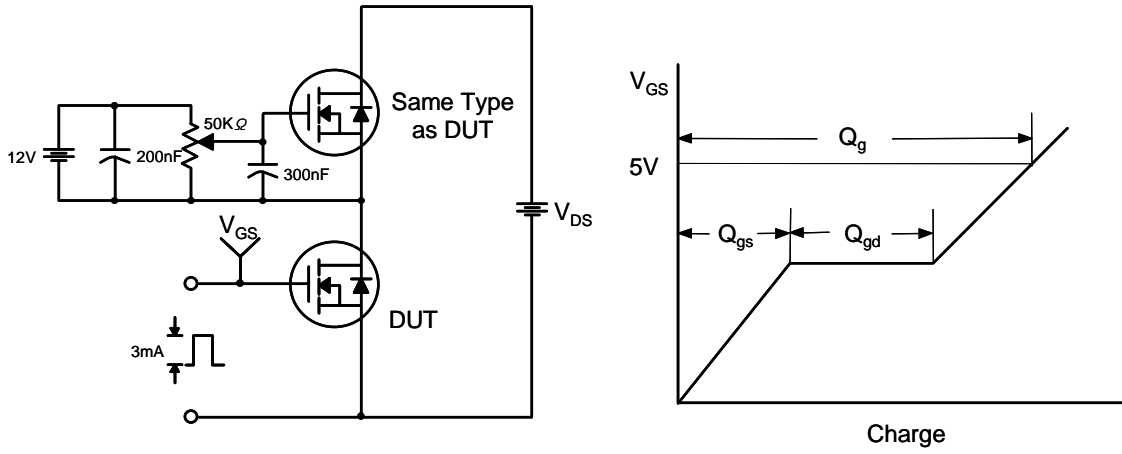 Same Type
as DUT
50KΩ
12V
200nF
300nF
V_GS
V_DS
DUT
3mA
V_GS
Q_g
5V
Q_gs
Q_gd
Charge